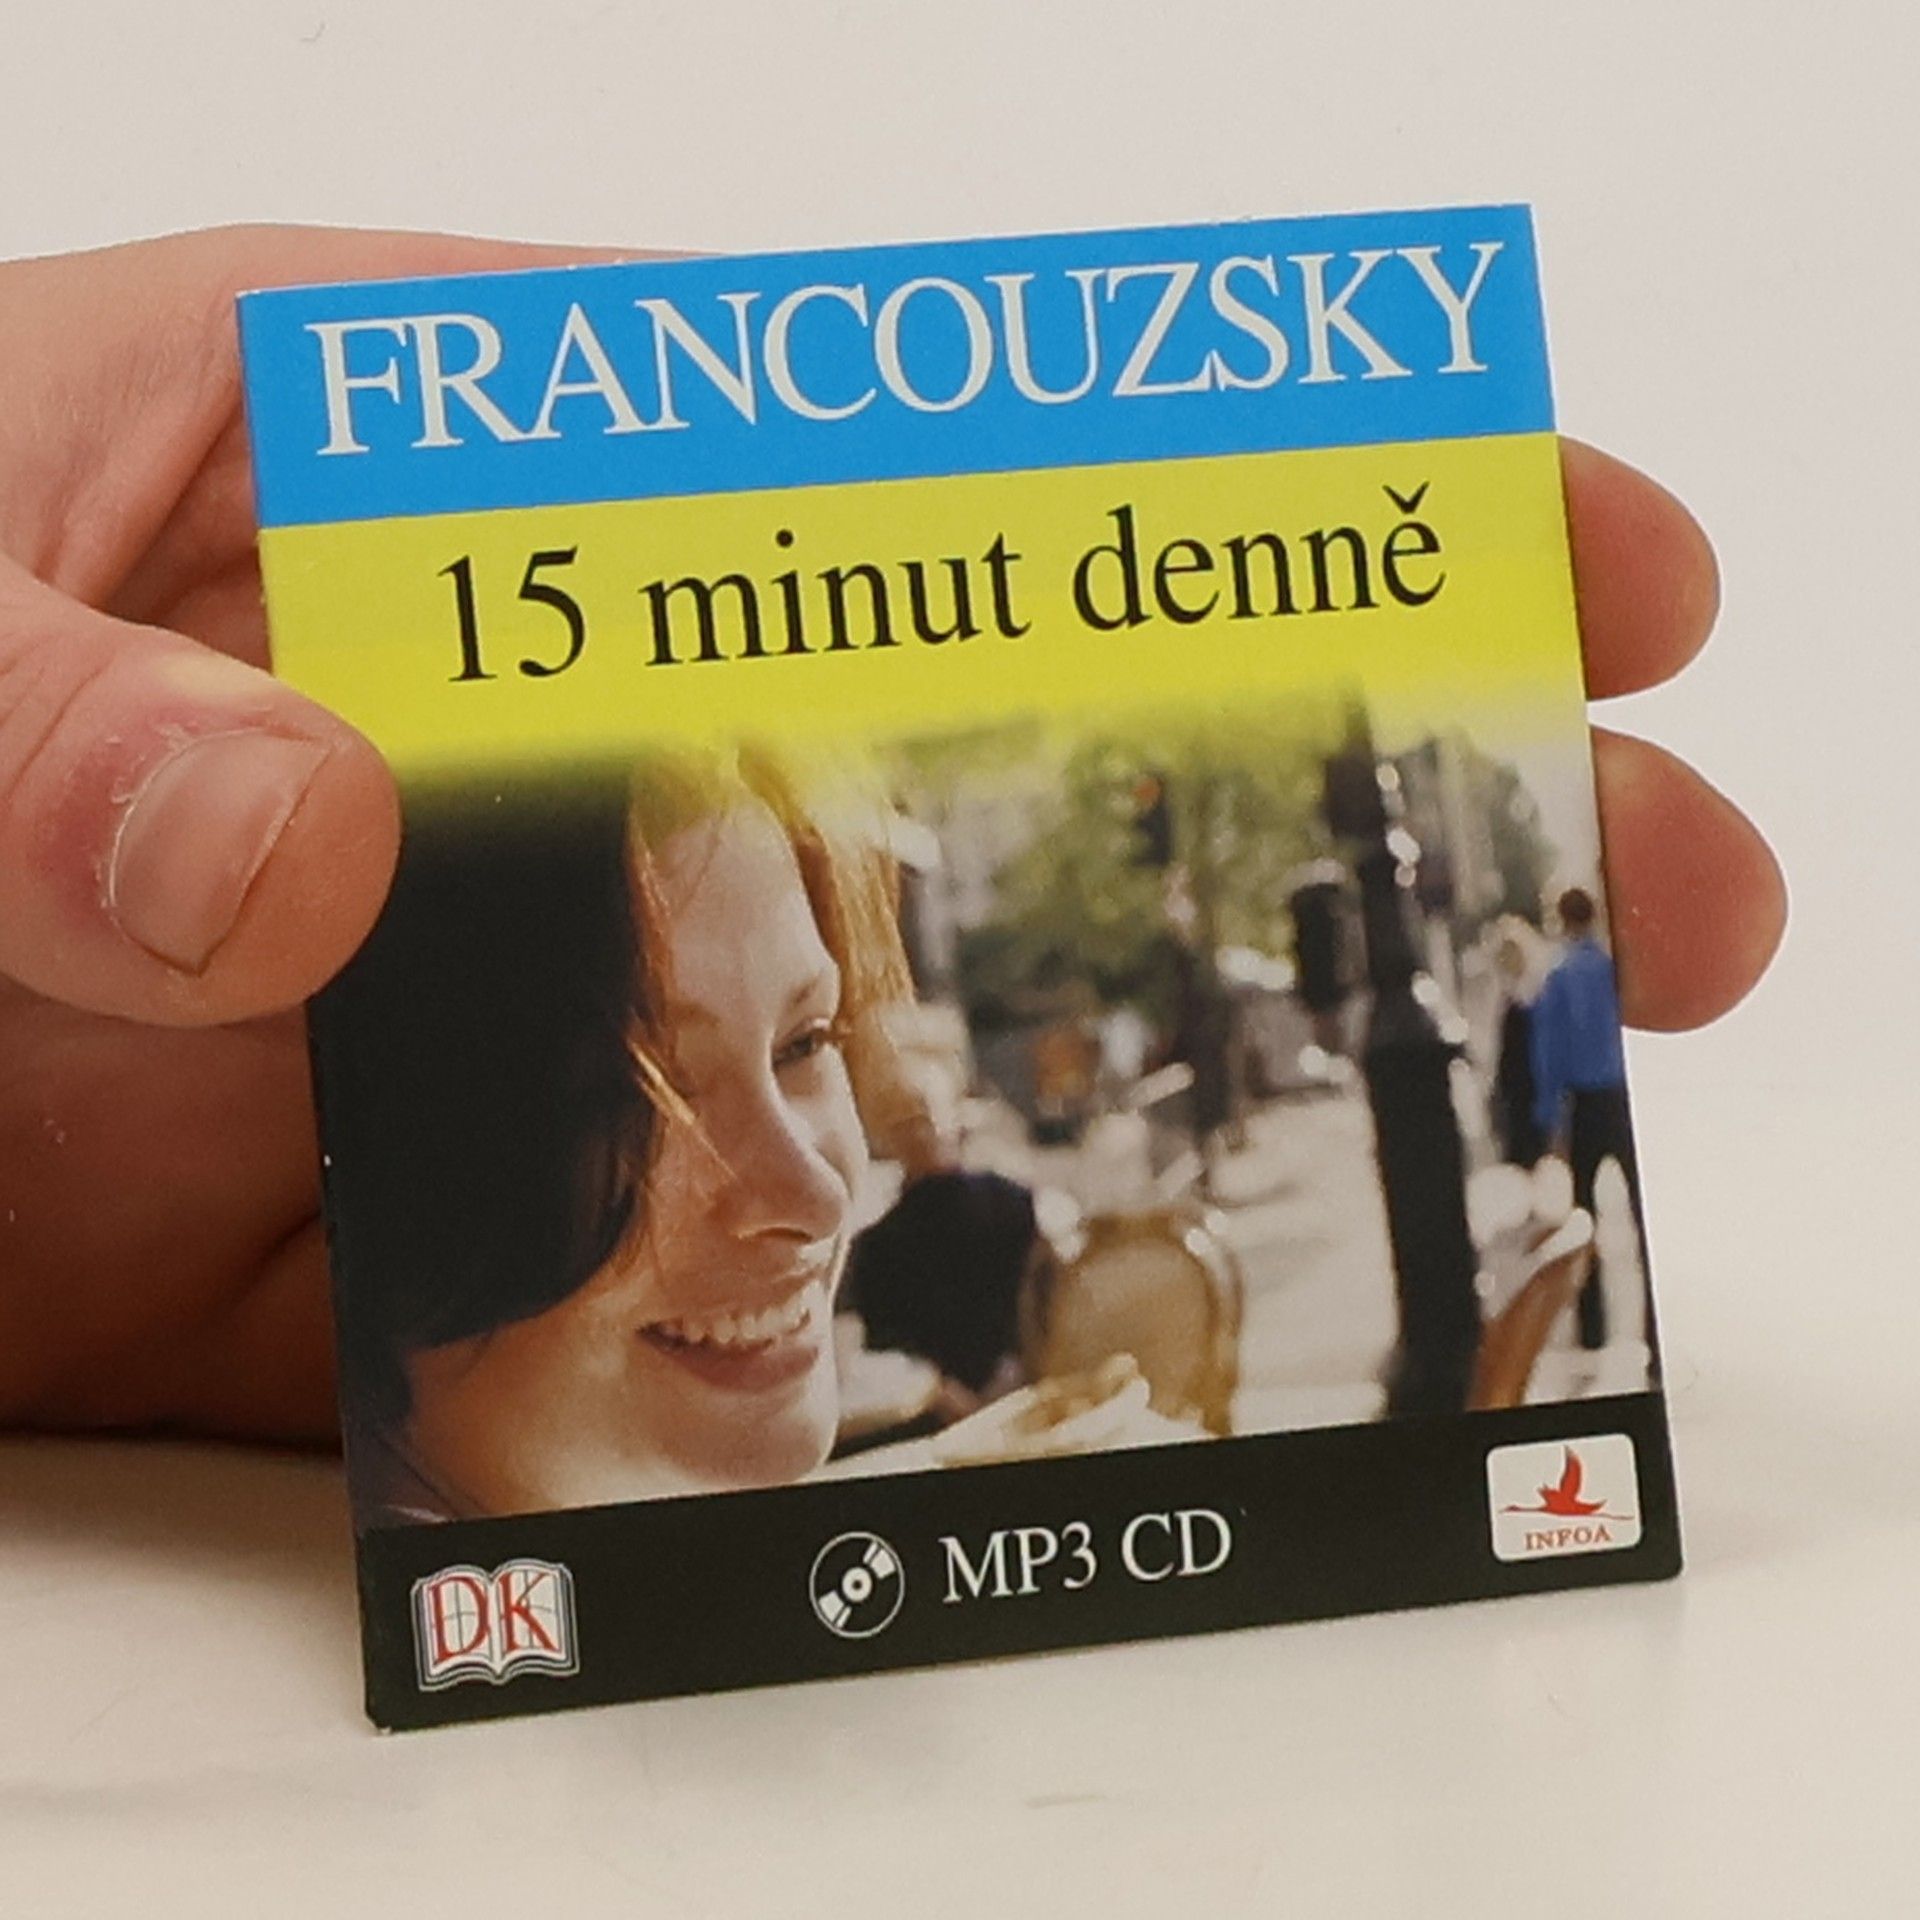 FRANCOUZSKY
15 minut denně
DK
MP3 CD
INFOA